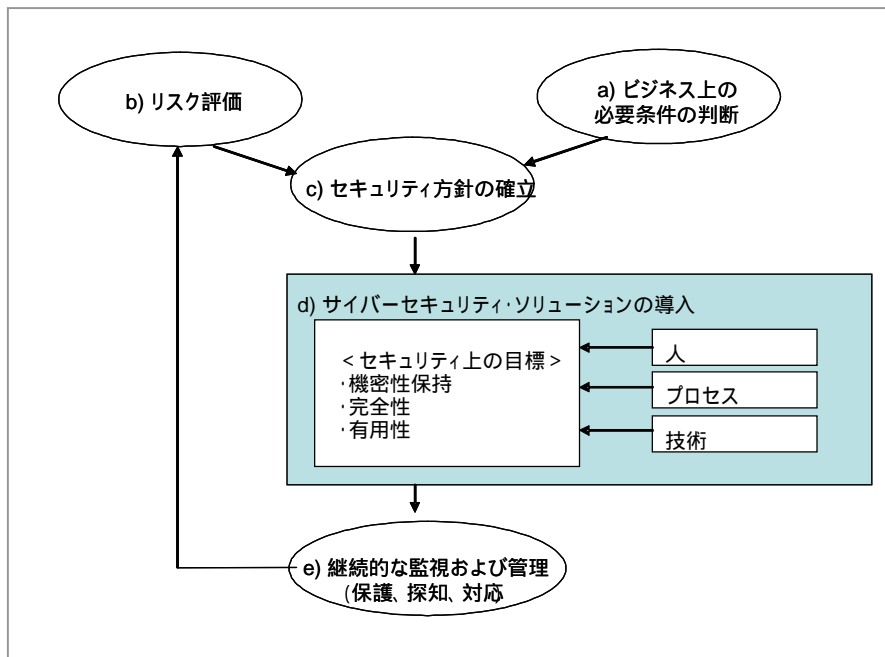 b) リスク評価
a) ビジネス上の
必要条件の判断
c) セキュリティ方針の確立
d) サイバーセキュリティ・ソリューションの導入
<セキュリティ上の目標>
・機密性保持
・完全性
・有用性
人
プロセス
技術
e) 継続的な監視および管理
(保護、探知、対応